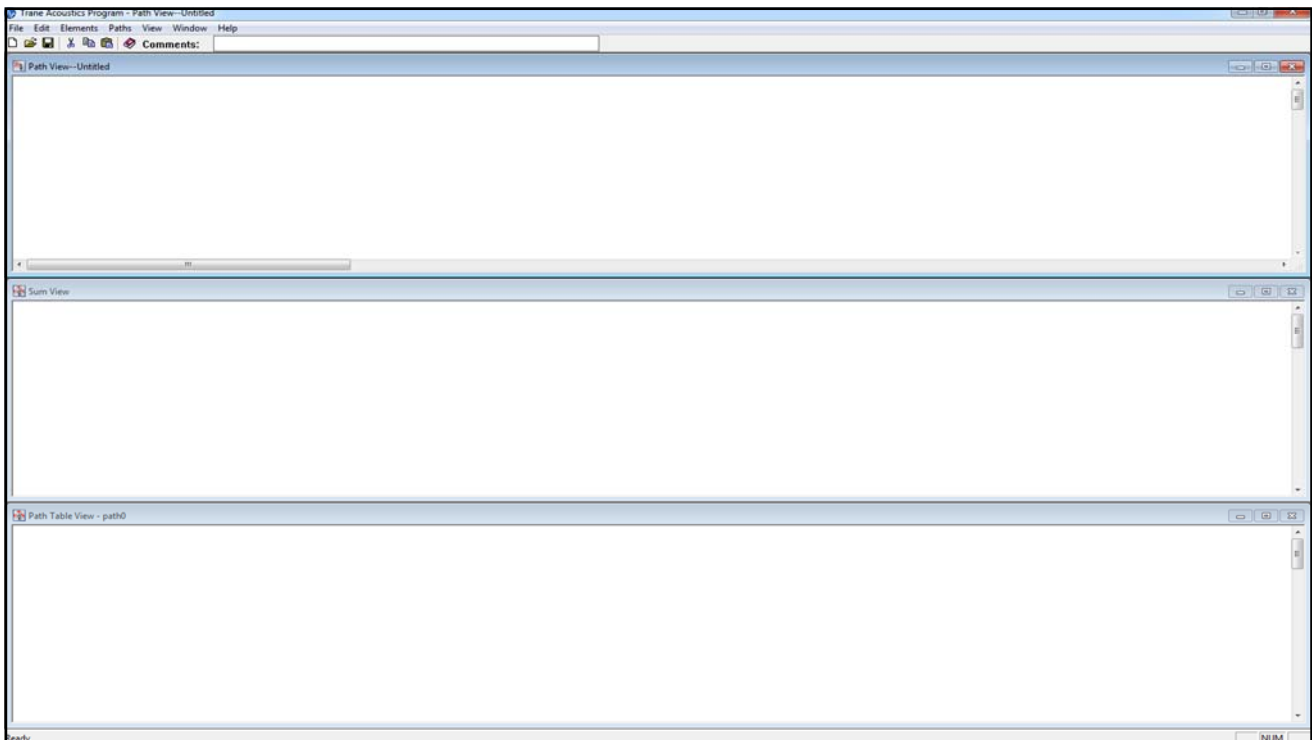 Trane Acoustics Program - Path View--Untitled
File Edit Elements Paths View Window Help
Comments:
Path View--Untitled
Sum View
Path Table View - path0
Ready NUM